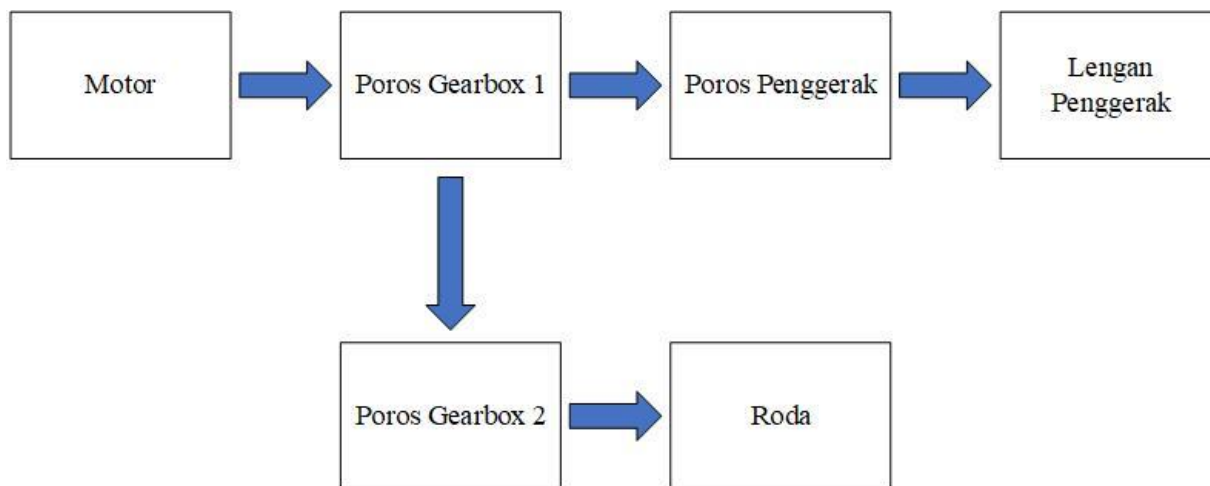 Motor
Poros Gearbox 1
Poros Penggerak
Lengan
Penggerak
Poros Gearbox 2
Roda